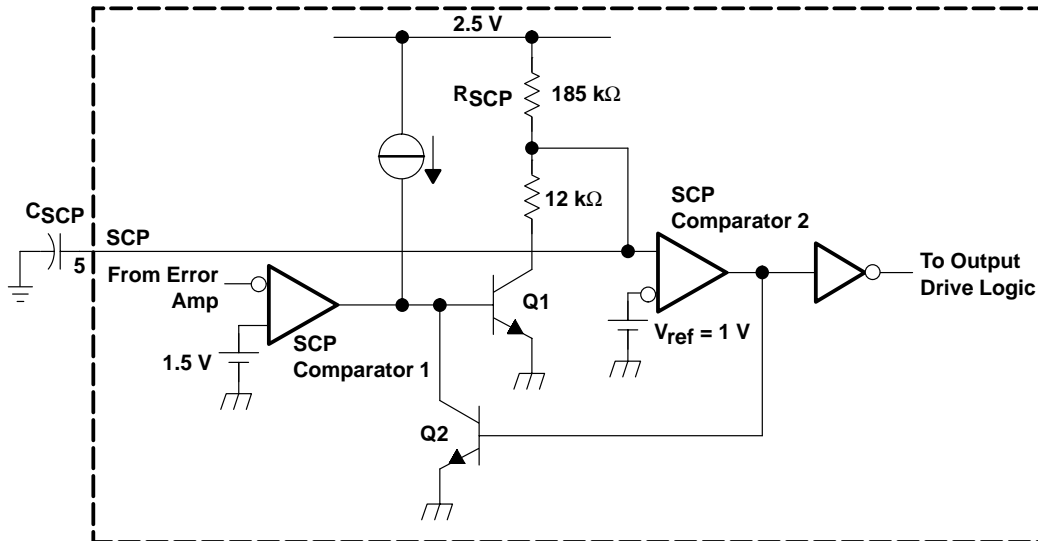 2.5 V
RSCP
185 kΩ
12 kΩ
CSCP
5
SCP
From Error
Amp
1.5 V
SCP
Comparator 1
Q1
Q2
SCP
Comparator 2
Vref = 1 V
To Output
Drive Logic